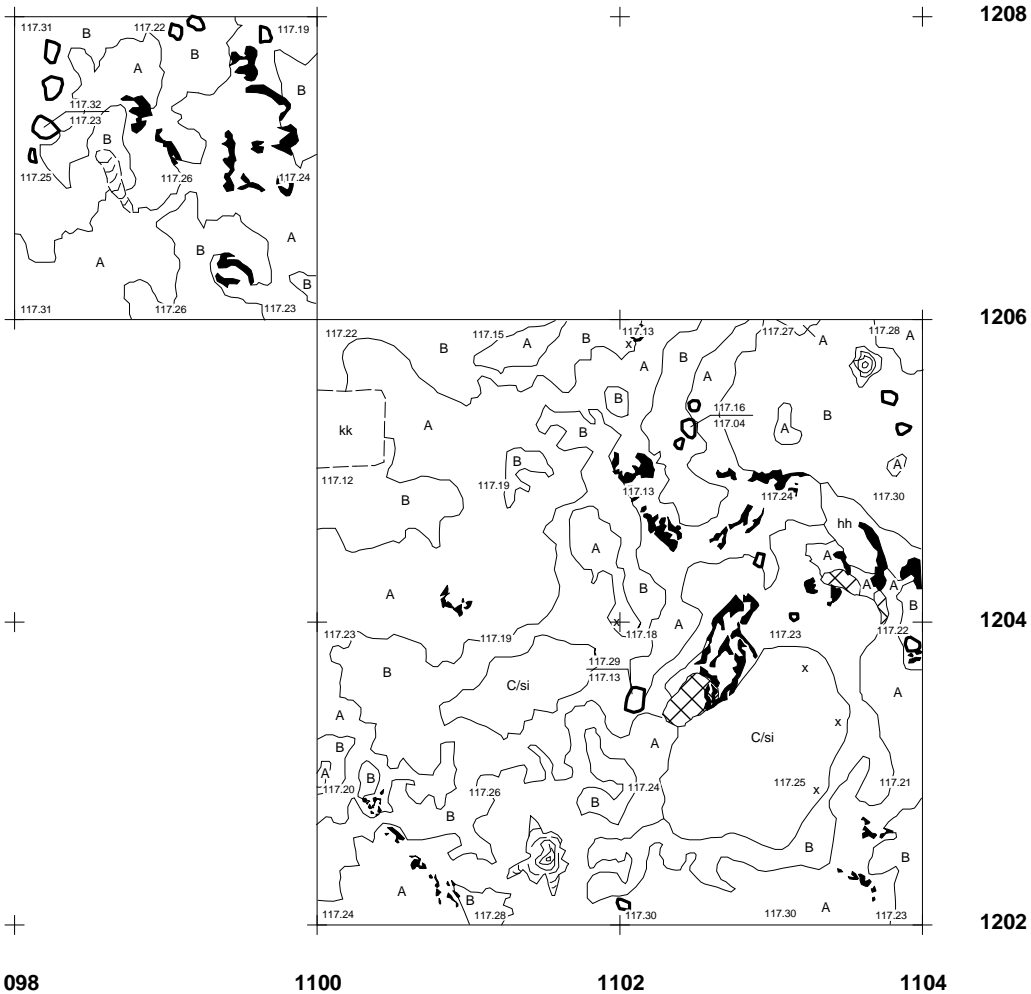 1208
117.31 117.22 117.19
B
B
A
B
117.32
117.23
B
117.25 117.26 117.24
A
B
A
B
117.31 117.26 117.23
1206
117.22 117.15 117.13 117.27 117.28
B A B x B A A
A
A
B
117.16
117.04
B
kk A B A
B A
117.12 117.19 117.13 117.24 117.30
B
hh
A A
A B A A
B
x
117.23 117.19 117.18 A 117.23 117.22
1204
117.29
117.13
B C/si x
A
A x
B A C/si
A B
117.20 117.26 117.24 117.25 x 117.21
B B
B B
A B A
117.24 117.28 117.30 117.30 117.23
1202
098 1100 1102 1104